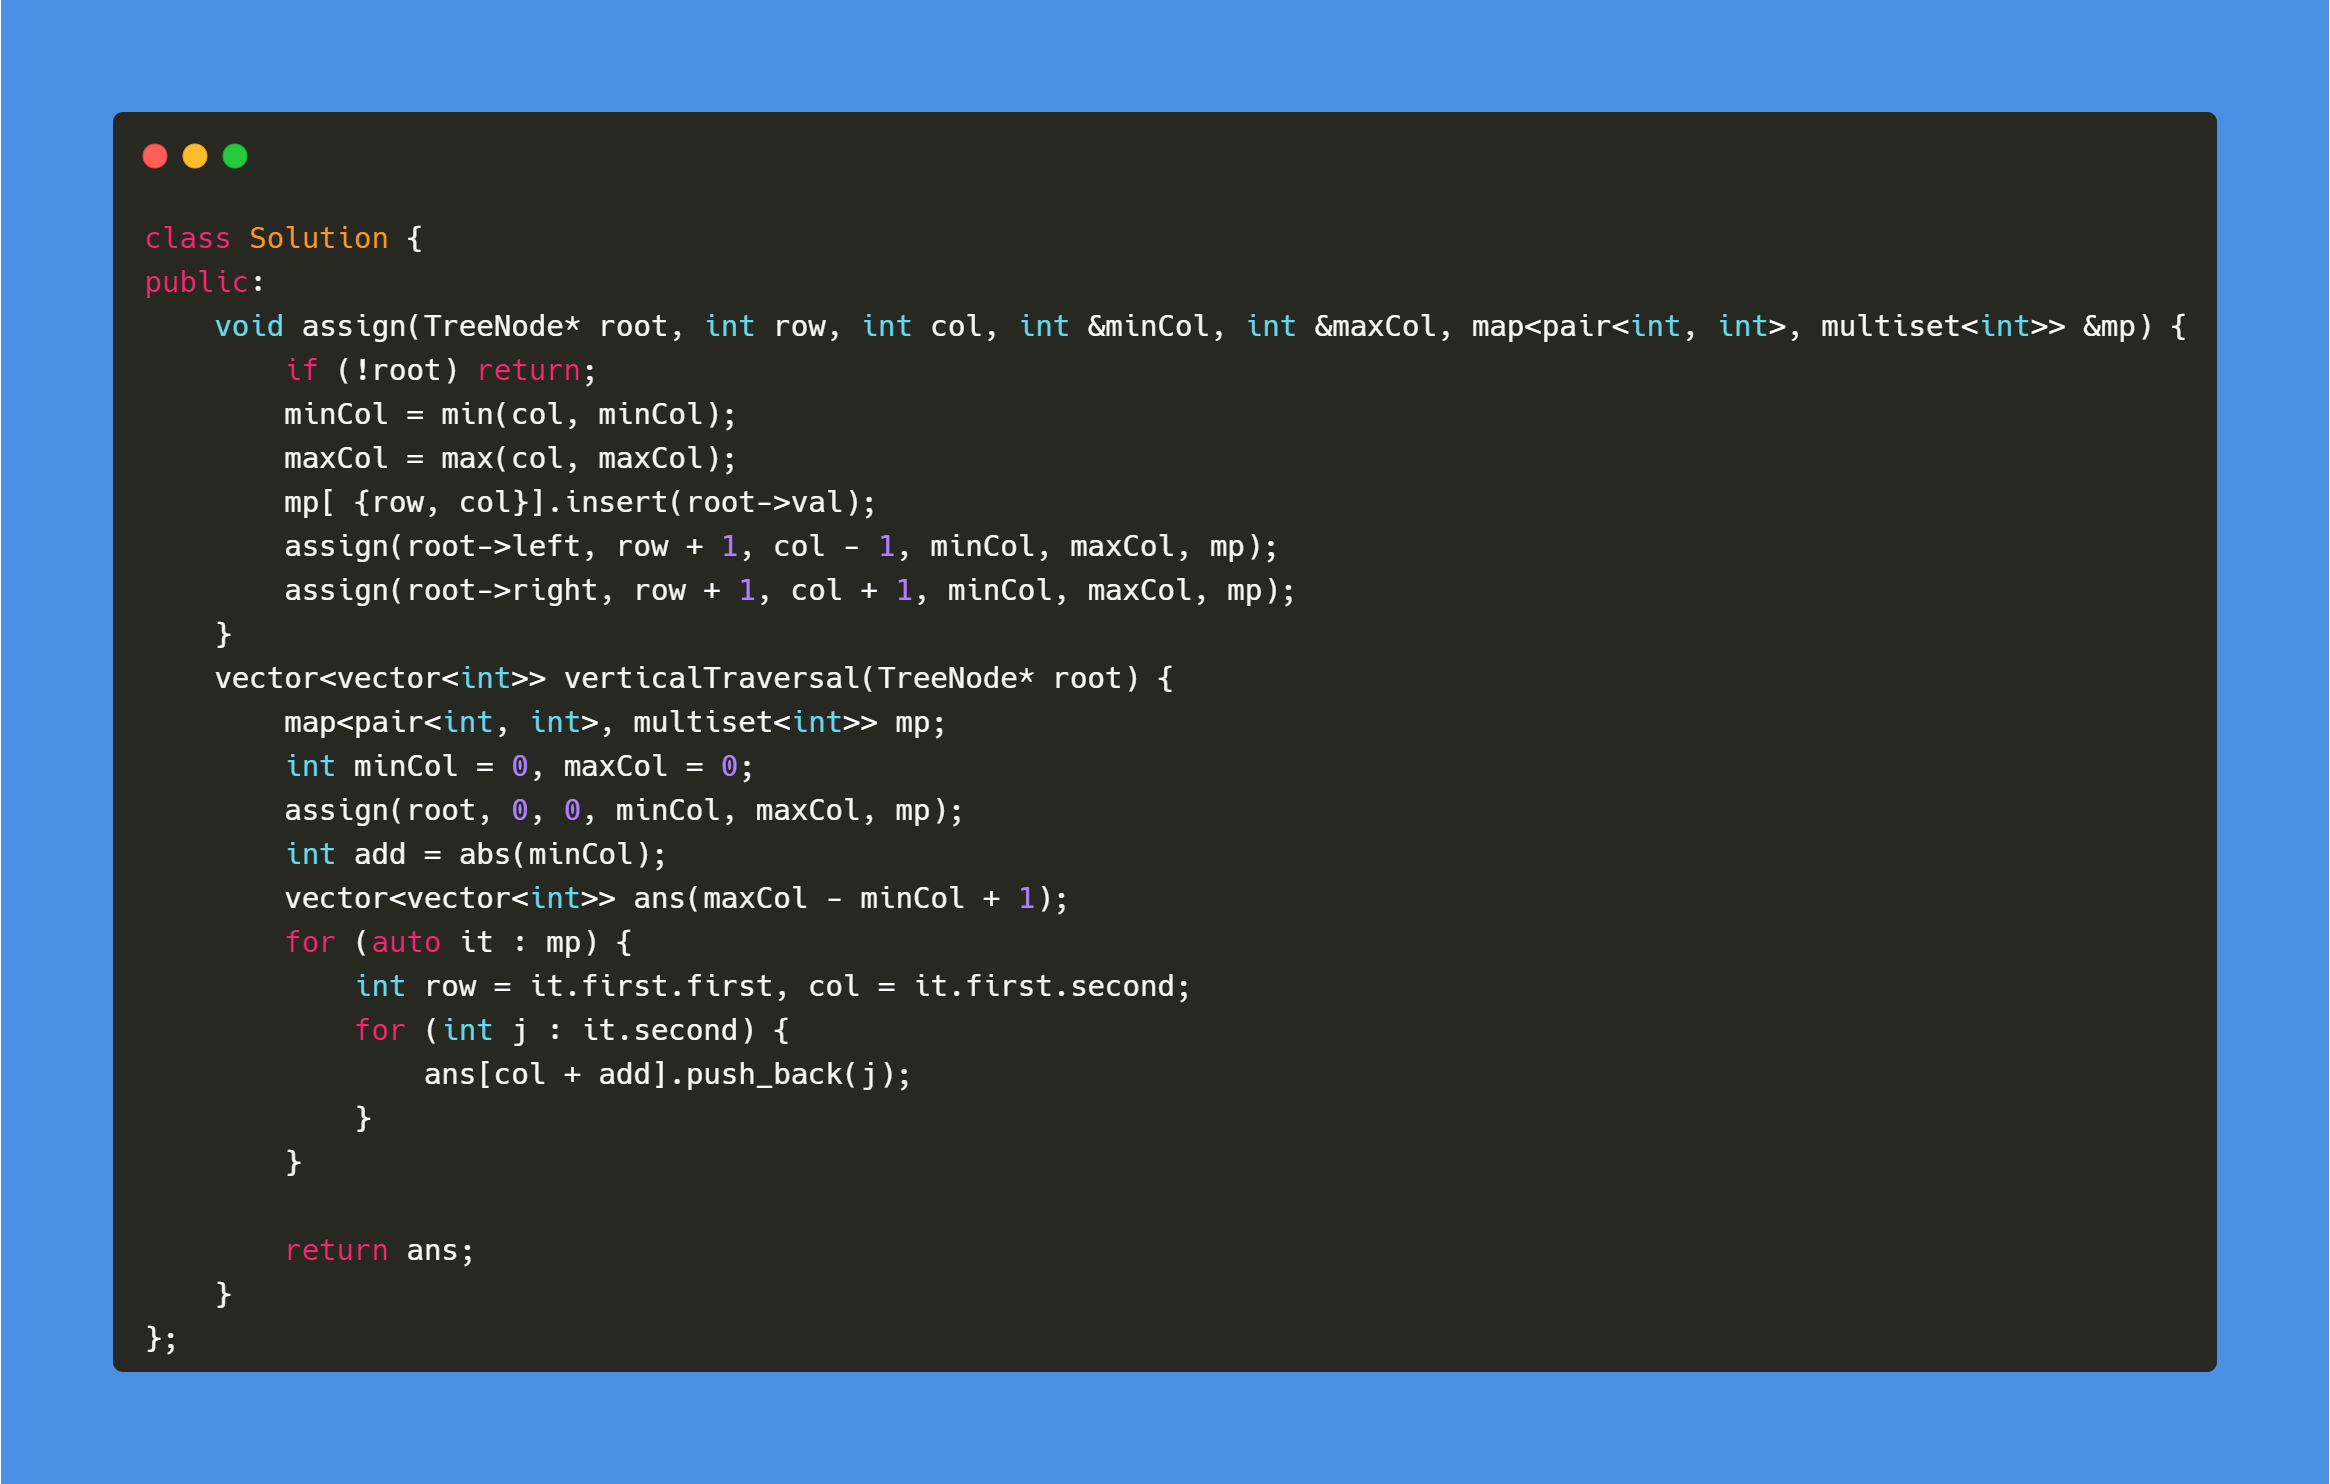 class Solution {
public:
    void assign(TreeNode* root, int row, int col, int &minCol, int &maxCol, map<pair<int, int>, multiset<int>> &mp) {
        if (!root) return;
        minCol = min(col, minCol);
        maxCol = max(col, maxCol);
        mp[ {row, col}].insert(root->val);
        assign(root->left, row + 1, col - 1, minCol, maxCol, mp);
        assign(root->right, row + 1, col + 1, minCol, maxCol, mp);
    }
    vector<vector<int>> verticalTraversal(TreeNode* root) {
        map<pair<int, int>, multiset<int>> mp;
        int minCol = 0, maxCol = 0;
        assign(root, 0, 0, minCol, maxCol, mp);
        int add = abs(minCol);
        vector<vector<int>> ans(maxCol - minCol + 1);
        for (auto it : mp) {
            int row = it.first.first, col = it.first.second;
            for (int j : it.second) {
                ans[col + add].push_back(j);
            }
        }

        return ans;
    }
};